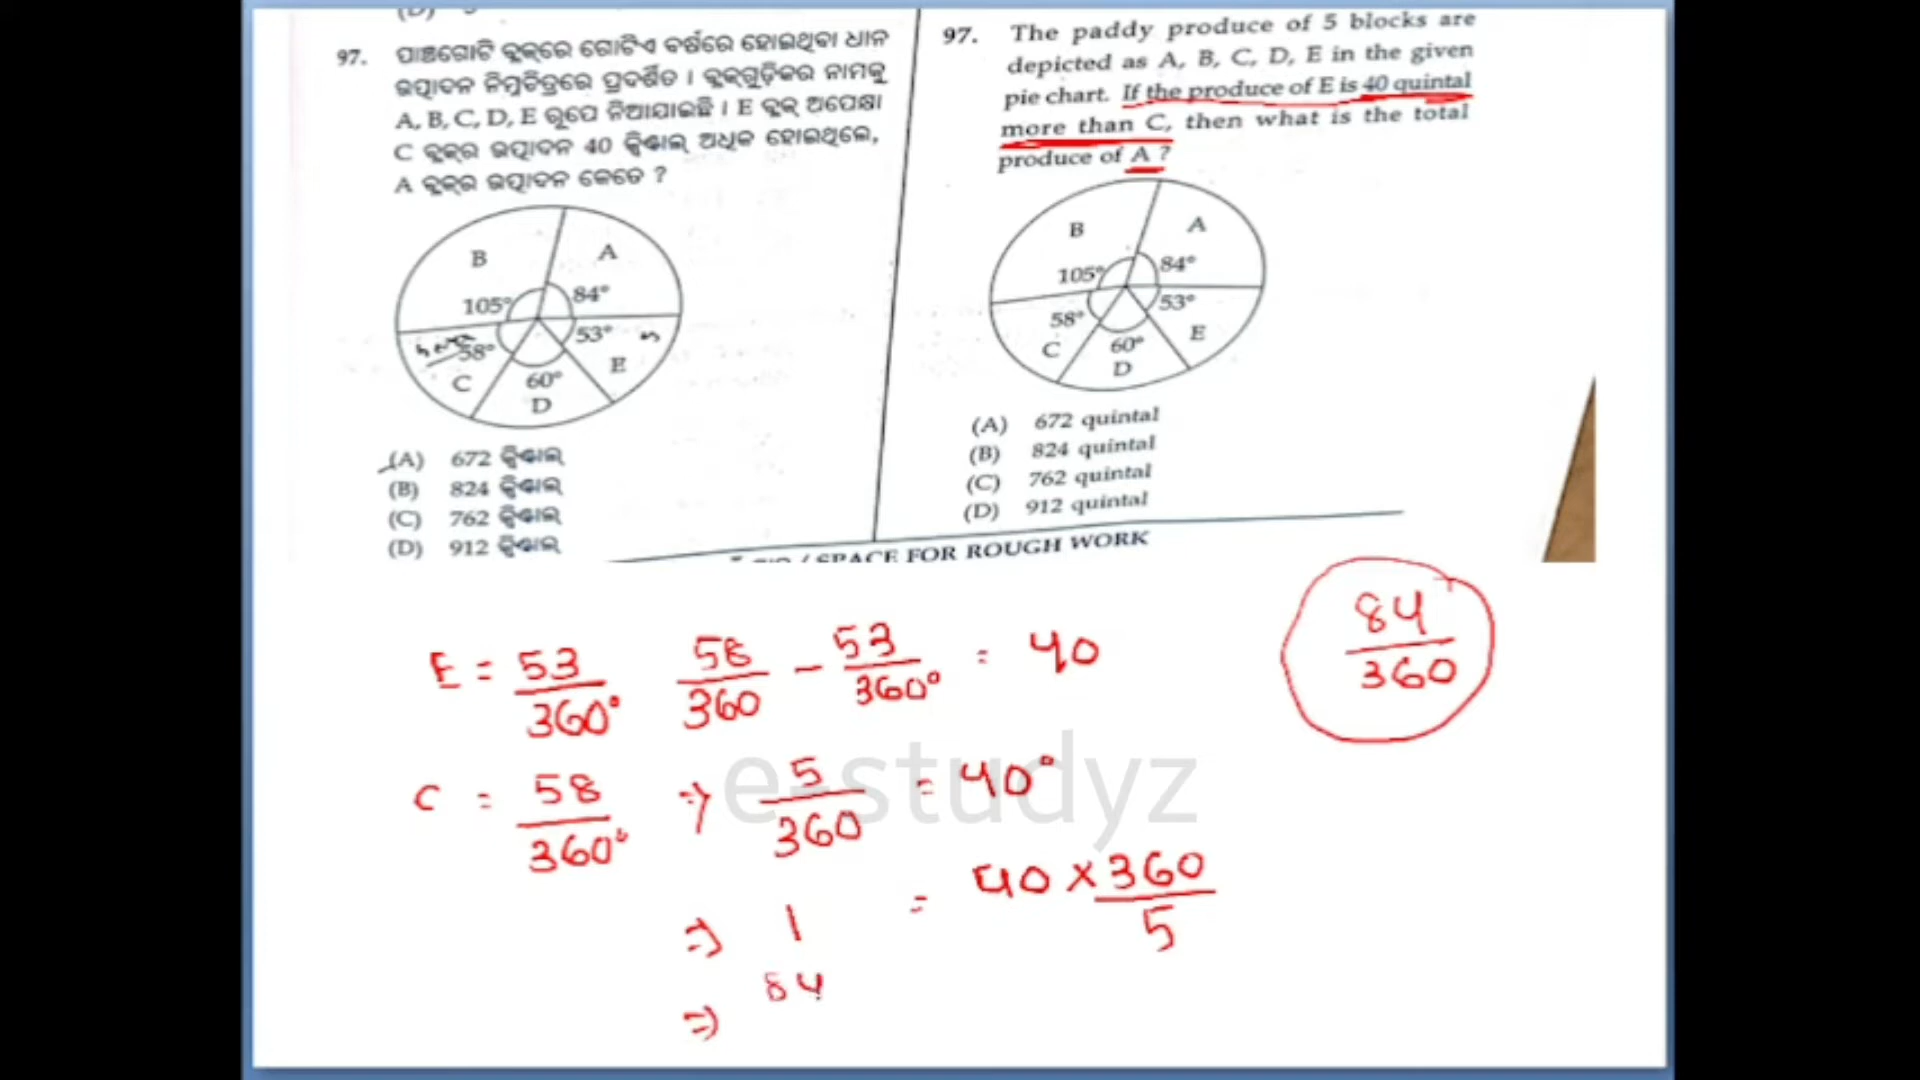 97. ପାଞ୍ଚଗୋଟି ବ୍ଲକ୍‌ରେ ଗୋଟିଏ ବର୍ଷରେ ହୋଇଥିବା ଧାନ
ଉତ୍ପାଦନ ନିମ୍ନଚିତ୍ରରେ ପ୍ରଦର୍ଶିତ । ବ୍ଲକ୍‌ଗୁଡ଼ିକର ନାମକୁ
A, B, C, D, E ରୂପେ ନିଆଯାଇଛି । E ବ୍ଲକ୍ ଅପେକ୍ଷା
C ବ୍ଲକ୍‌ର ଉତ୍ପାଦନ 40 କ୍ୱିଣ୍ଟାଲ୍ ଅଧିକ ହୋଇଥିଲେ,
A ବ୍ଲକ୍‌ର ଉତ୍ପାଦନ କେତେ ?
B
A
105°
84°
58°
53°
C
60°
E
D
(A) 672 କ୍ୱିଣ୍ଟାଲ୍
(B) 824 କ୍ୱିଣ୍ଟାଲ୍
(C) 762 କ୍ୱିଣ୍ଟାଲ୍
(D) 912 କ୍ୱିଣ୍ଟାଲ୍
97. The paddy produce of 5 blocks are
depicted as A, B, C, D, E in the given
pie chart. If the produce of E is 40 quintal
more than C, then what is the total
produce of A ?
B
A
105°
84°
58°
53°
C
60°
E
D
(A) 672 quintal
(B) 824 quintal
(C) 762 quintal
(D) 912 quintal
/ SPACE FOR ROUGH WORK
E = 53/360° 58/360 - 53/360° = 40
84/360
C = 58/360° => 5/360 = 40°
e-studyz
=> 1 = 40 × 360/5
84
=>